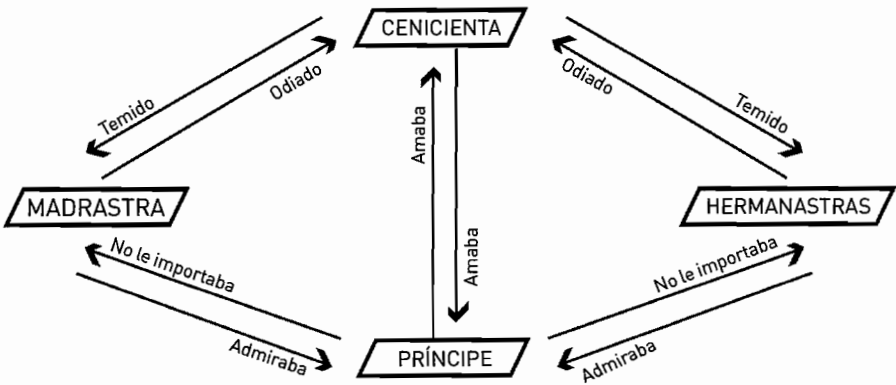 CENICIENTA
Temido
Odiado
Odiado
Temido
Amaba
Amaba
MADRASTRA
HERMANASTRAS
No le importaba
Admiraba
No le importaba
Admiraba
PRÍNCIPE